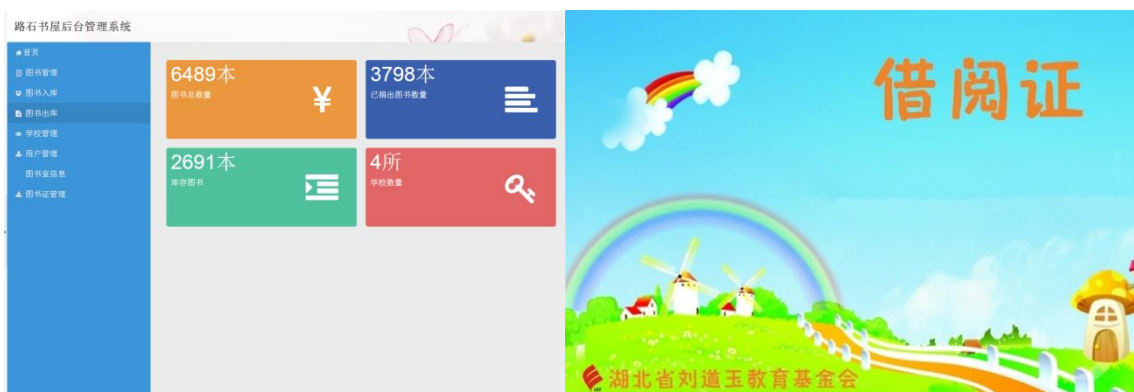 路石书屋后台管理系统
首页
图书管理
图书入库
图书出库
学校管理
用户管理
图书室信息
图书证管理
6489本
图书总数量
¥
3798本
已捐出图书数量
2691本
库存图书
4所
学校数量
借阅证
湖北省刘道玉教育基金会